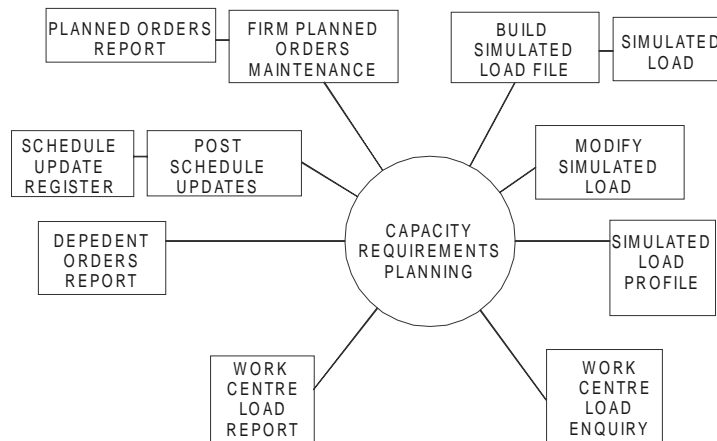 PLANNED ORDERS
REPORT
FIRM PLANNED
ORDERS
MAINTENANCE
BUILD
SIMULATED
LOAD FILE
SIMULATED
LOAD
SCHEDULE
UPDATE
REGISTER
POST
SCHEDULE
UPDATES
MODIFY
SIMULATED
LOAD
DEPEDENT
ORDERS
REPORT
CAPACITY
REQUIREMENTS
PLANNING
SIMULATED
LOAD
PROFILE
WORK
CENTRE
LOAD
REPORT
WORK
CENTRE
LOAD
ENQUIRY